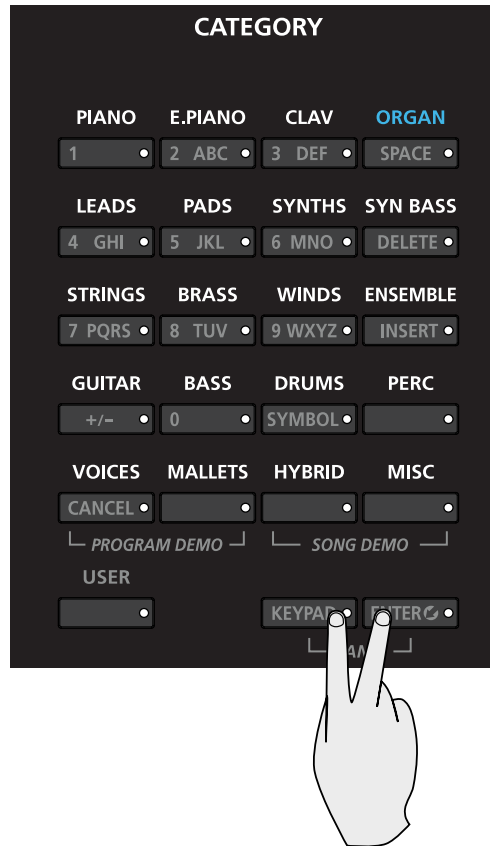 CATEGORY
PIANO E.PIANO CLAV ORGAN
1 2 ABC 3 DEF SPACE
LEADS PADS SYNTHS SYN BASS
4 GHI 5 JKL 6 MNO DELETE
STRINGS BRASS WINDS ENSEMBLE
7 PQRS 8 TUV 9 WXYZ INSERT
GUITAR BASS DRUMS PERC
+/- 0 SYMBOL
VOICES MALLETS HYBRID MISC
CANCEL
PROGRAM DEMO SONG DEMO
USER
KEYPAD ENTER